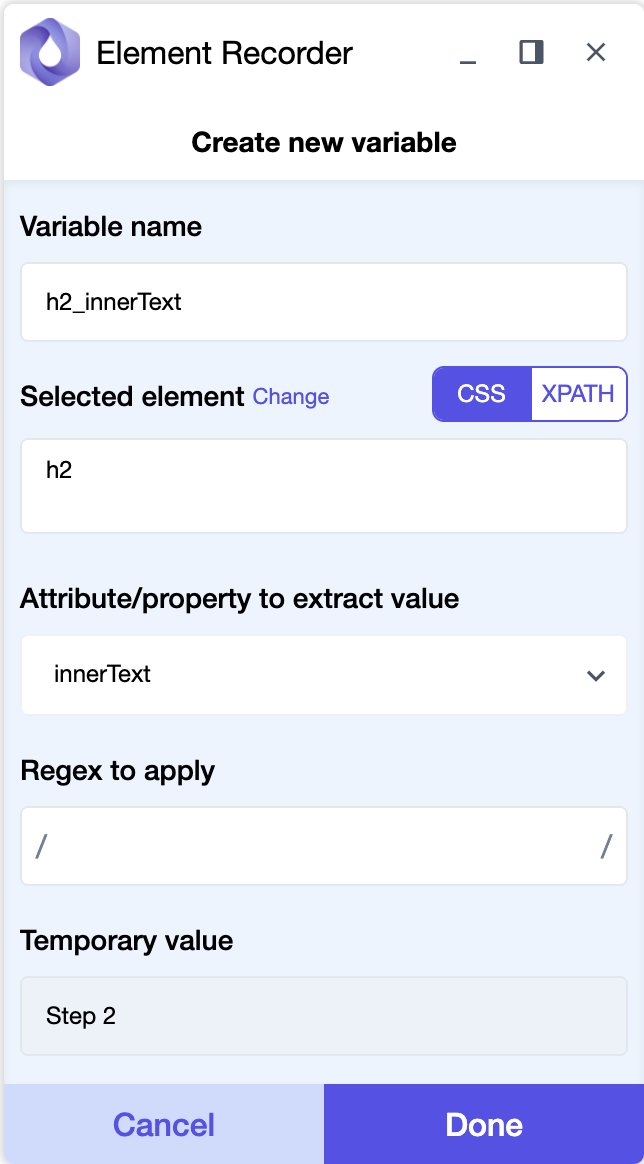 Element Recorder
Create new variable
Variable name
h2_innerText
Selected element Change CSS XPATH
h2
Attribute/property to extract value
innerText
Regex to apply
/ /
Temporary value
Step 2
Cancel Done